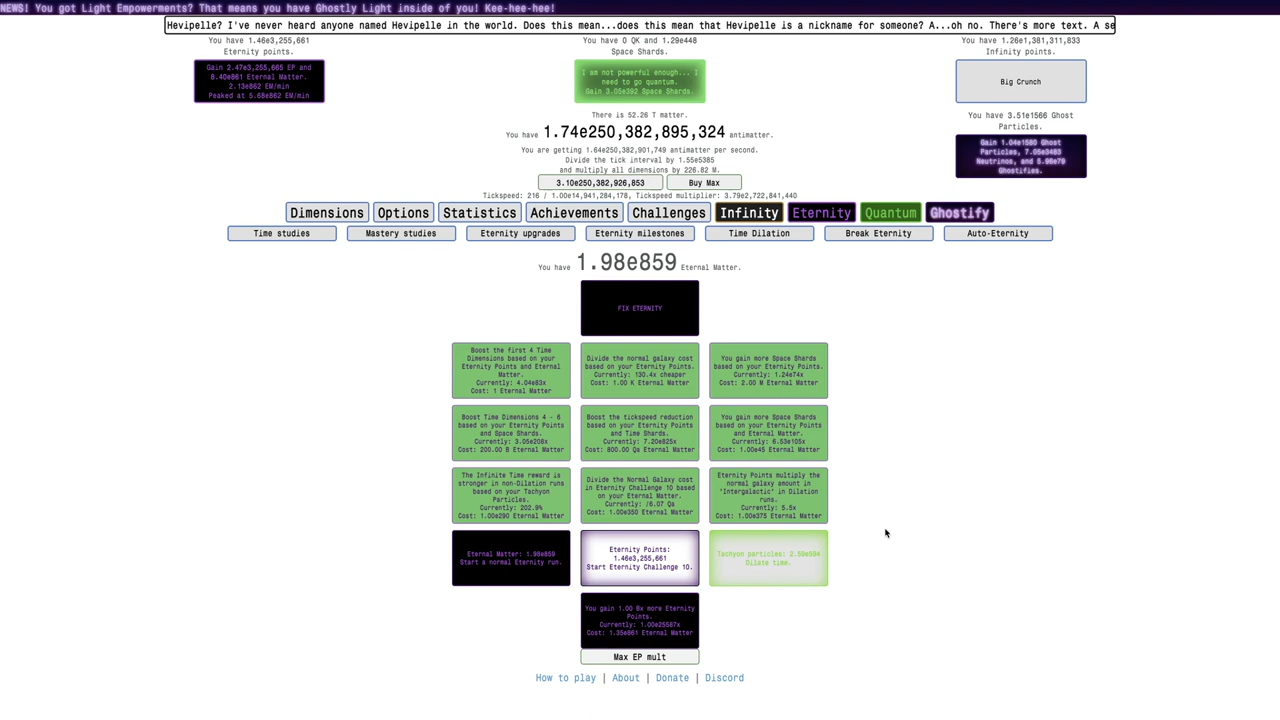 NEWS! You got Light Empowerments? That means you have Ghostly Light inside of you! Kee-hee-hee!
Hevipelle? I've never heard anyone named Hevipelle in the world. Does this mean...does this mean that Hevipelle is a nickname for someone? A...oh no. There's more text. A se
You have 1.46e3,255,661
Eternity points.
Gain 2.47e3,255,665 EP and
8.40e861 Eternal Matter.
2.13e862 EM/min
Peaked at 5.68e862 EM/min
You have 0 QK and 1.29e448
Space Shards.
I am not powerful enough... I
need to go quantum.
Gain 3.05e392 Space Shards.
You have 1.26e1,381,311,833
Infinity points.
Big Crunch
You have 3.51e1566 Ghost
Particles.
Gain 1.04e1580 Ghost
Particles, 7.05e3483
Neutrinos, and 5.98e79
Ghostifies.
There is 52.26 T matter.
You have 1.74e250,382,895,324 antimatter.
You are getting 1.64e250,382,901,749 antimatter per second.
Divide the tick interval by 1.55e5385
and multiply all dimensions by 226.82 M.
3.10e250,382,926,853
Buy Max
Tickspeed: 216 / 1.00e14,941,284,178, Tickspeed multiplier: 3.79e2,722,841,440
Dimensions
Options
Statistics
Achievements
Challenges
Infinity
Eternity
Quantum
Ghostify
Time studies
Mastery studies
Eternity upgrades
Eternity milestones
Time Dilation
Break Eternity
Auto-Eternity
You have 1.98e859 Eternal Matter.
FIX ETERNITY
Boost the first 4 Time
Dimensions based on your
Eternity Points and Eternal
Matter.
Currently: 4.04e83x
Cost: 1 Eternal Matter
Divide the normal galaxy cost
based on your Eternity Points.
Currently: 130.4x cheaper
Cost: 1.00 K Eternal Matter
You gain more Space Shards
based on your Eternity Points.
Currently: 1.24e74x
Cost: 2.00 M Eternal Matter
Boost Time Dimensions 4 - 6
based on your Eternity Points
and Space Shards.
Currently: 3.05e208x
Cost: 200.00 B Eternal Matter
Boost the tickspeed reduction
based on your Eternity Points
and Time Shards.
Currently: 7.20e825x
Cost: 800.00 Qa Eternal Matter
You gain more Space Shards
based on your Eternity Points
and Eternal Matter.
Currently: 6.53e105x
Cost: 1.00e45 Eternal Matter
The Infinite Time reward is
stronger in non-Dilation runs
based on your Tachyon
Particles.
Currently: 202.9%
Cost: 1.00e290 Eternal Matter
Divide the Normal Galaxy cost
in Eternity Challenge 10 based
on your Eternal Matter.
Currently: /6.07 Qa
Cost: 1.00e350 Eternal Matter
Eternity Points multiply the
normal galaxy amount in
"Intergalactic" in Dilation
runs.
Currently: 5.5x
Cost: 1.00e375 Eternal Matter
Eternal Matter: 1.98e859
Start a normal Eternity run.
Eternity Points:
1.46e3,255,661
Start Eternity Challenge 10.
Tachyon particles: 2.59e594
Dilate time.
You gain 1.00 Bx more Eternity
Points.
Currently: 1.00e25587x
Cost: 1.35e861 Eternal Matter
Max EP mult
How to play | About | Donate | Discord